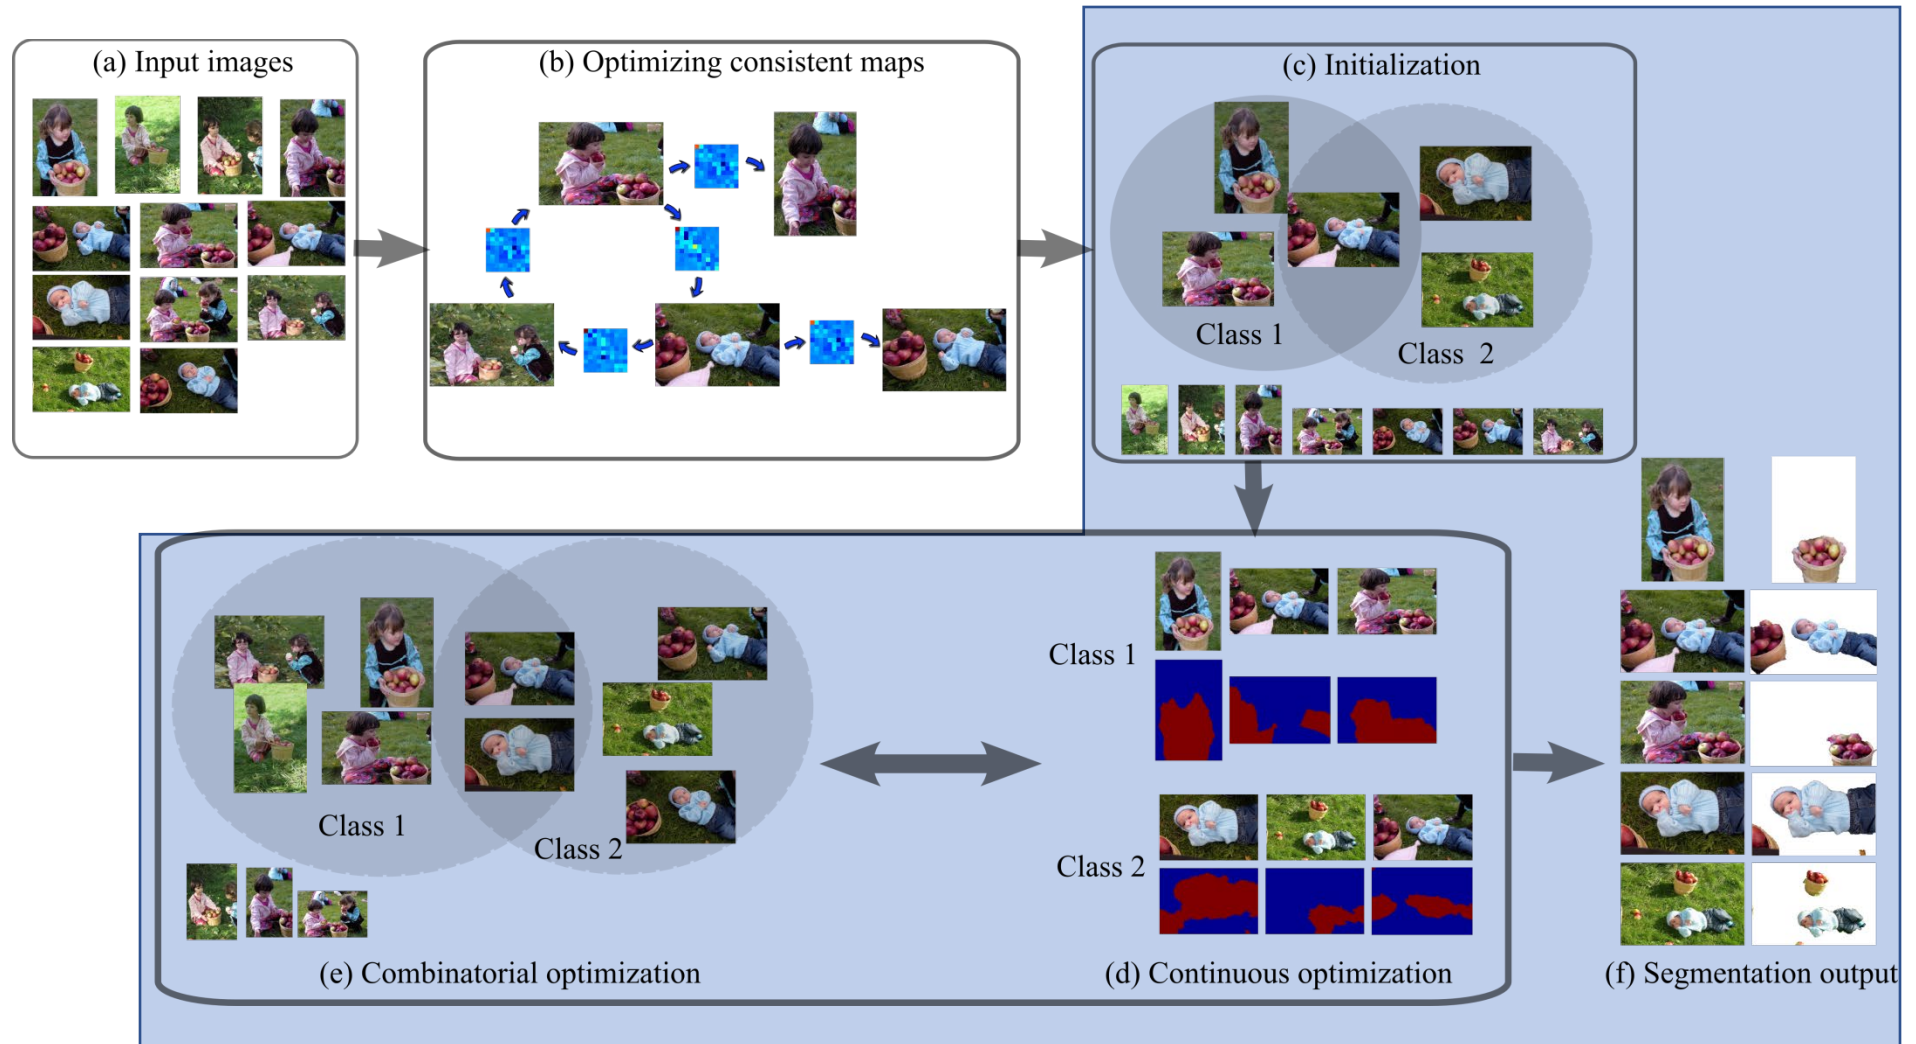 (a) Input images
(b) Optimizing consistent maps
(c) Initialization
Class 1
Class 2
Class 1
Class 2
Class 1
Class 2
(e) Combinatorial optimization
(d) Continuous optimization
(f) Segmentation output